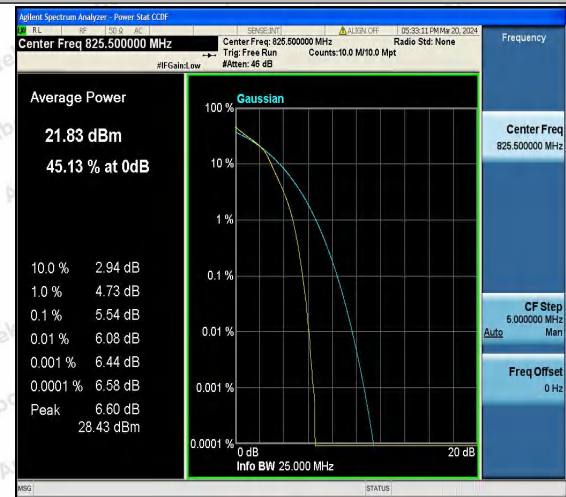 Agilent Spectrum Analyzer - Power Stat CCDF
RL RF 50 Ω AC SENSE:INT ALIGN OFF 05:33:11 PM Mar 20, 2024
Center Freq 825.500000 MHz
Center Freq: 825.500000 MHz Radio Std: None
Trig: Free Run Counts:10.0 M/10.0 Mpt
#IFGain:Low #Atten: 46 dB
Average Power
21.83 dBm
45.13 % at 0dB
10.0 % 2.94 dB
1.0 % 4.73 dB
0.1 % 5.54 dB
0.01 % 6.08 dB
0.001 % 6.44 dB
0.0001 % 6.58 dB
Peak 6.60 dB
28.43 dBm
Gaussian
100 %
10 %
1 %
0.1 %
0.01 %
0.001 %
0.0001 %
0 dB 20 dB
Info BW 25.000 MHz
Frequency
Center Freq
825.500000 MHz
CF Step
5.000000 MHz
Auto Man
Freq Offset
0 Hz
MSG STATUS